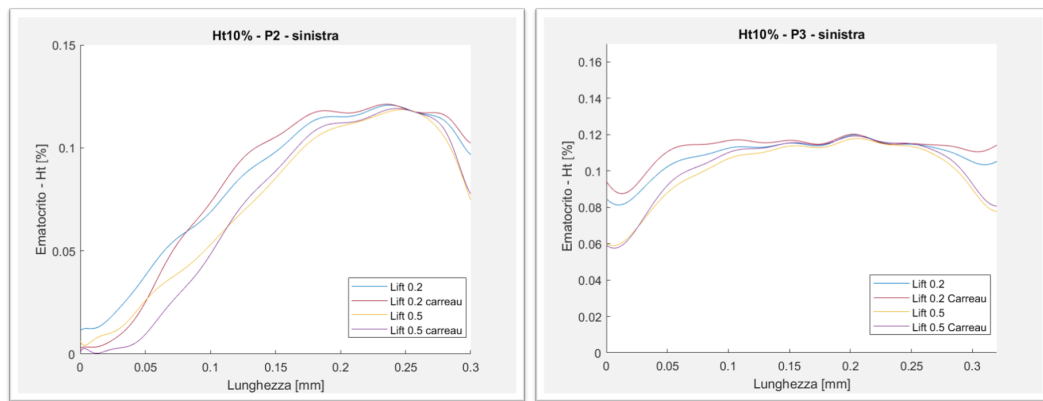 Ht10% - P2 - sinistra
0.15
0.1
0.05
0
Ematocrito - Ht [%]
0 0.05 0.1 0.15 0.2 0.25 0.3
Lunghezza [mm]
Lift 0.2
Lift 0.2 carreau
Lift 0.5
Lift 0.5 carreau
Ht10% - P3 - sinistra
0.16
0.14
0.12
0.1
0.08
0.06
0.04
0.02
0
Ematocrito - Ht [%]
0 0.05 0.1 0.15 0.2 0.25 0.3
Lunghezza [mm]
Lift 0.2
Lift 0.2 Carreau
Lift 0.5
Lift 0.5 Carreau